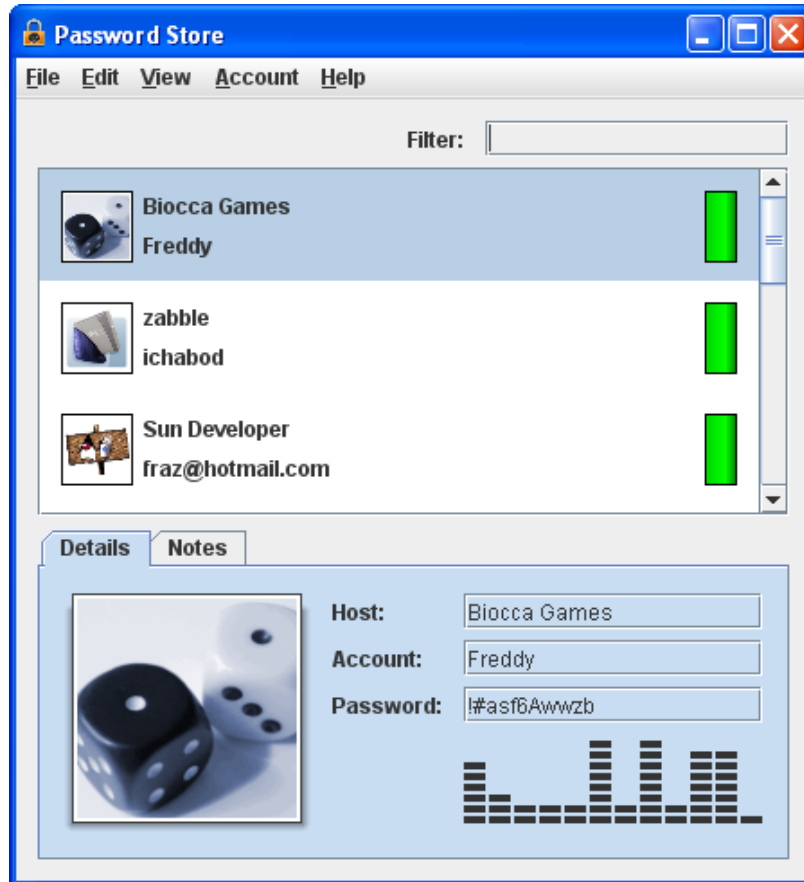 Password Store
File Edit View Account Help
Filter:
Biocca Games
Freddy
zabble
ichabod
Sun Developer
fraz@hotmail.com
Details Notes
Host: Biocca Games
Account: Freddy
Password: !#asf6Awwzb